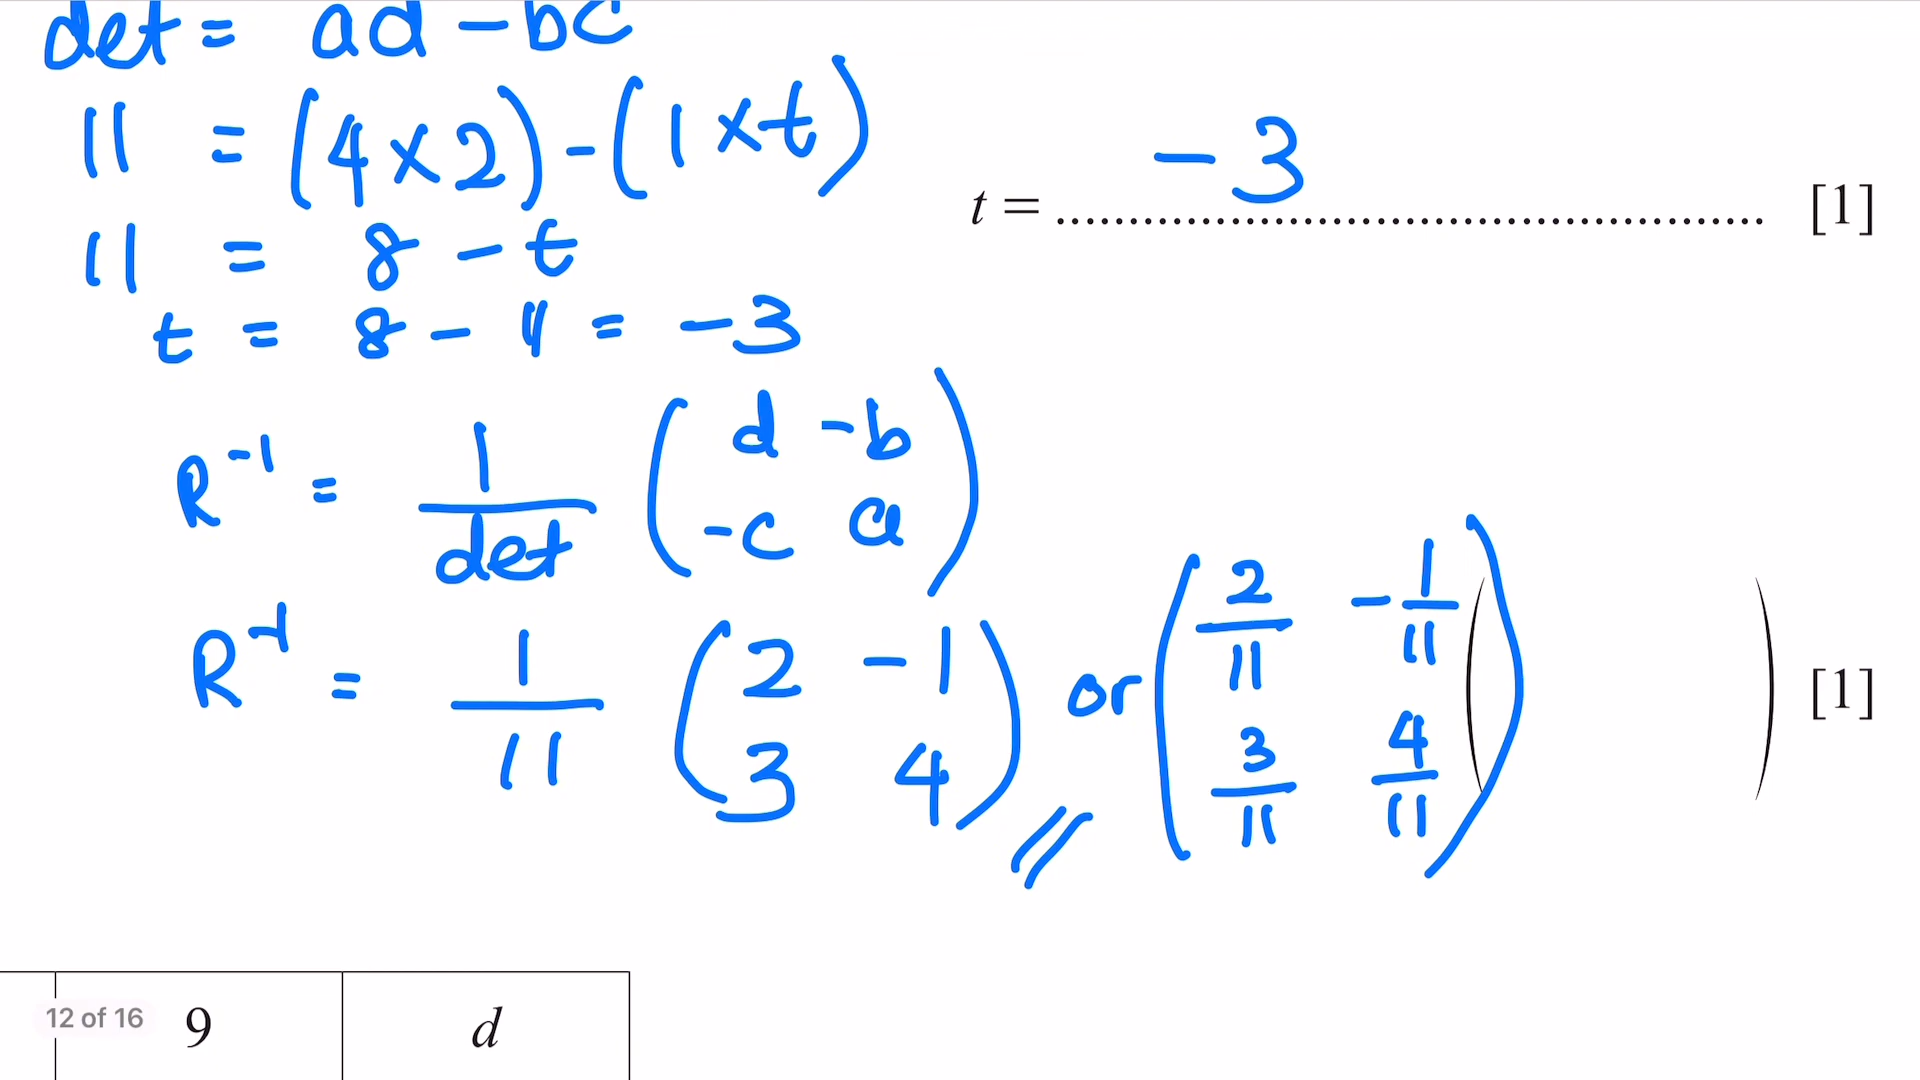 det = ad - bc
11 = (4 × 2) - (1 × t)
11 = 8 - t
t = 8 - 11 = -3
t = -3 [1]
R⁻¹ = 1/det (d -b
-c a)
R⁻¹ = 1/11 (2 -1
3 4) or (2/11 -1/11
3/11 4/11) ( ) [1]
12 of 16 9 d